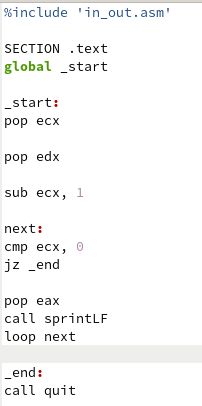 %include 'in_out.asm'
SECTION .text
global _start
_start:
pop ecx
pop edx
sub ecx, 1
next:
cmp ecx, 0
jz _end
pop eax
call sprintLF
loop next
_end:
call quit